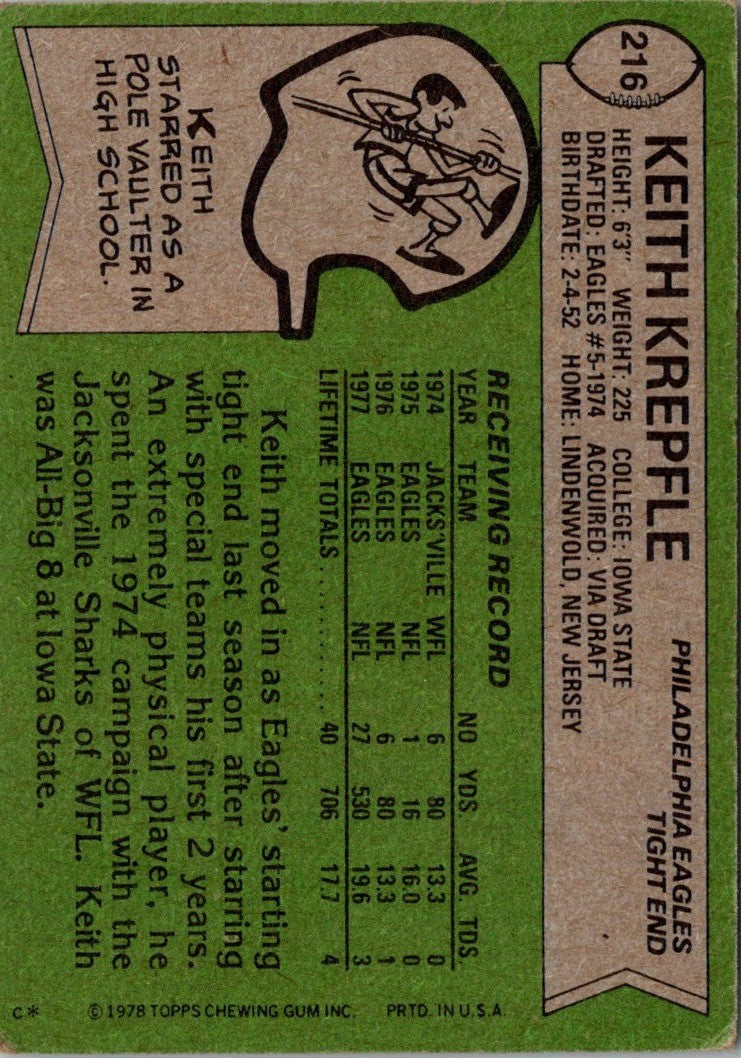 216
KEITH KREPFLE
PHILADELPHIA EAGLES
TIGHT END
HEIGHT: 6'3" WEIGHT: 225 COLLEGE: IOWA STATE
DRAFTED: EAGLES #5-1974 ACQUIRED: VIA DRAFT
BIRTHDATE: 2-4-52 HOME: LINDENWOLD, NEW JERSEY
KEITH
STARRED AS A
POLE VAULTER IN
HIGH SCHOOL.
RECEIVING RECORD
YEAR TEAM NO YDS AVG. TDS.
1974 JACKS'VILLE WFL 6 80 13.3 0
1975 EAGLES NFL 1 16 16.0 0
1976 EAGLES NFL 6 80 13.3 1
1977 EAGLES NFL 27 530 19.6 3
LIFETIME TOTALS............... 40 706 17.7 4
Keith moved in as Eagles' starting
tight end last season after starring
with special teams his first 2 years.
An extremely physical player, he
spent the 1974 campaign with the
Jacksonville Sharks of WFL. Keith
was All-Big 8 at Iowa State.
C* © 1978 TOPPS CHEWING GUM INC. PRTD. IN U.S.A.